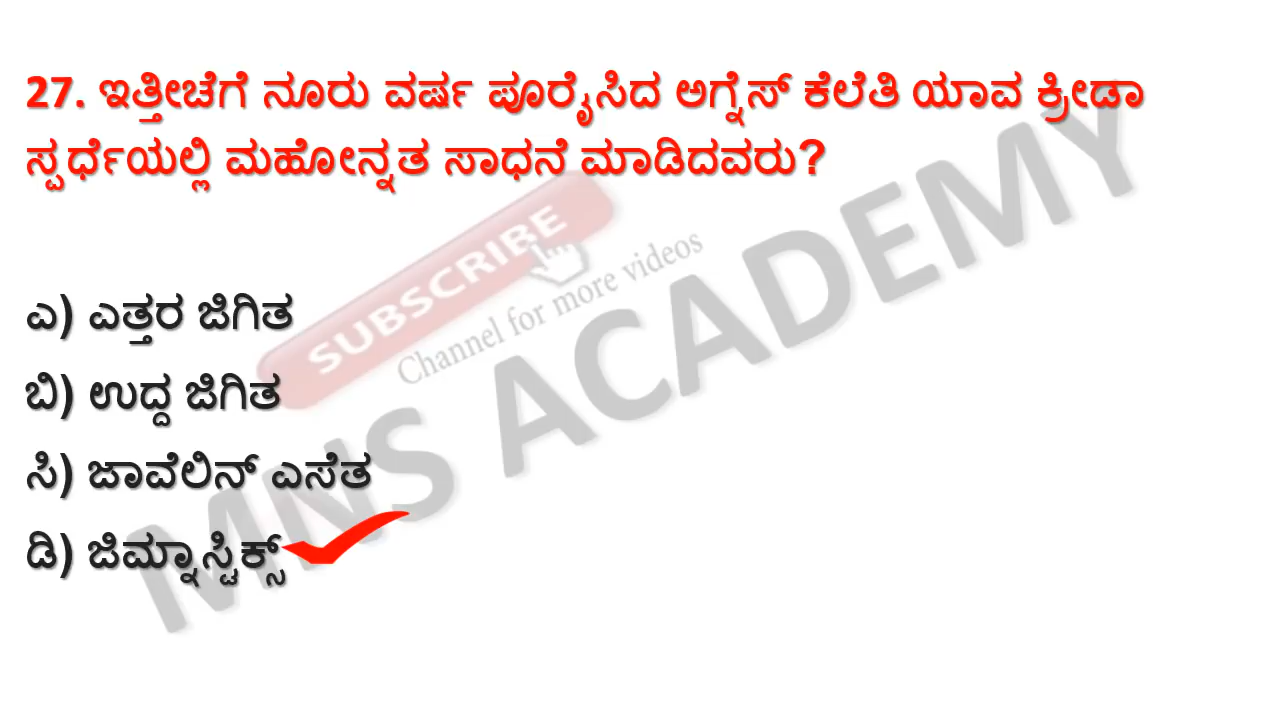 27. ಇತ್ತೀಚೆಗೆ ನೂರು ವರ್ಷ ಪೂರೈಸಿದ ಅಗ್ನೆಸ್ ಕೆಲೆತಿ ಯಾವ ಕ್ರೀಡಾ
ಸ್ಪರ್ಧೆಯಲ್ಲಿ ಮಹೋನ್ನತ ಸಾಧನೆ ಮಾಡಿದವರು?
SUBSCRIBE
Channel for more videos
MNS ACADEMY
ಎ) ಎತ್ತರ ಜಿಗಿತ
ಬಿ) ಉದ್ದ ಜಿಗಿತ
ಸಿ) ಜಾವೆಲಿನ್ ಎಸೆತ
ಡಿ) ಜಿಮ್ನಾಸ್ಟಿಕ್ಸ್